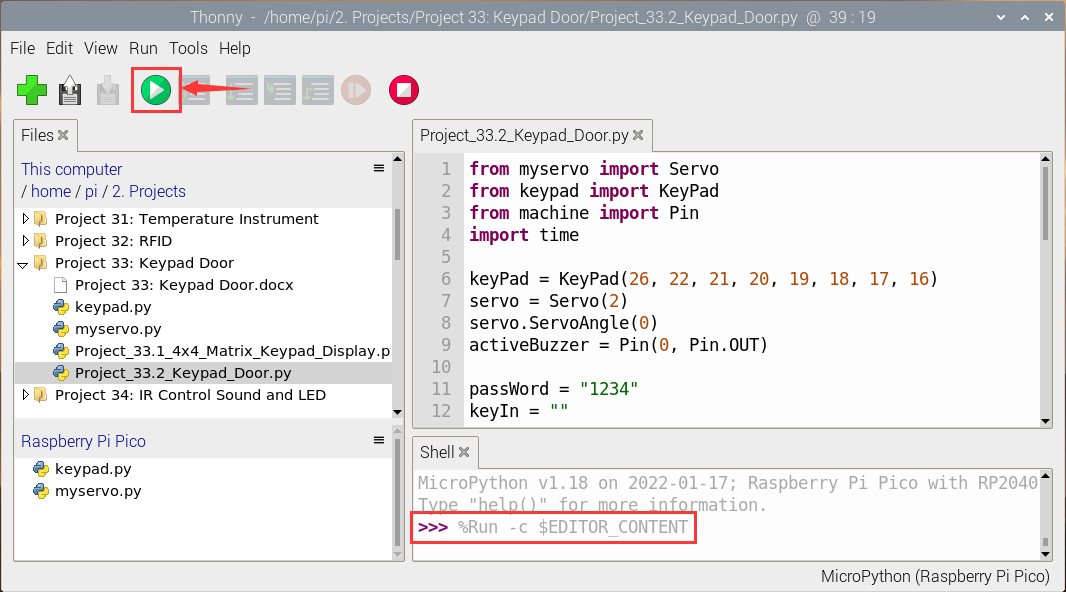 Thonny - /home/pi/2. Projects/Project 33: Keypad Door/Project_33.2_Keypad_Door.py @ 39 : 19
File Edit View Run Tools Help
Files
This computer
/ home / pi / 2. Projects
Project 31: Temperature Instrument
Project 32: RFID
Project 33: Keypad Door
Project 33: Keypad Door.docx
keypad.py
myservo.py
Project_33.1_4x4_Matrix_Keypad_Display.p
Project_33.2_Keypad_Door.py
Project 34: IR Control Sound and LED
Raspberry Pi Pico
keypad.py
myservo.py
Project_33.2_Keypad_Door.py
1 from myservo import Servo
2 from keypad import KeyPad
3 from machine import Pin
4 import time
5
6 keyPad = KeyPad(26, 22, 21, 20, 19, 18, 17, 16)
7 servo = Servo(2)
8 servo.ServoAngle(0)
9 activeBuzzer = Pin(0, Pin.OUT)
10
11 passWord = "1234"
12 keyIn = ""
Shell
MicroPython v1.18 on 2022-01-17; Raspberry Pi Pico with RP2040
Type "help()" for more information.
>>> %Run -c $EDITOR_CONTENT
MicroPython (Raspberry Pi Pico)